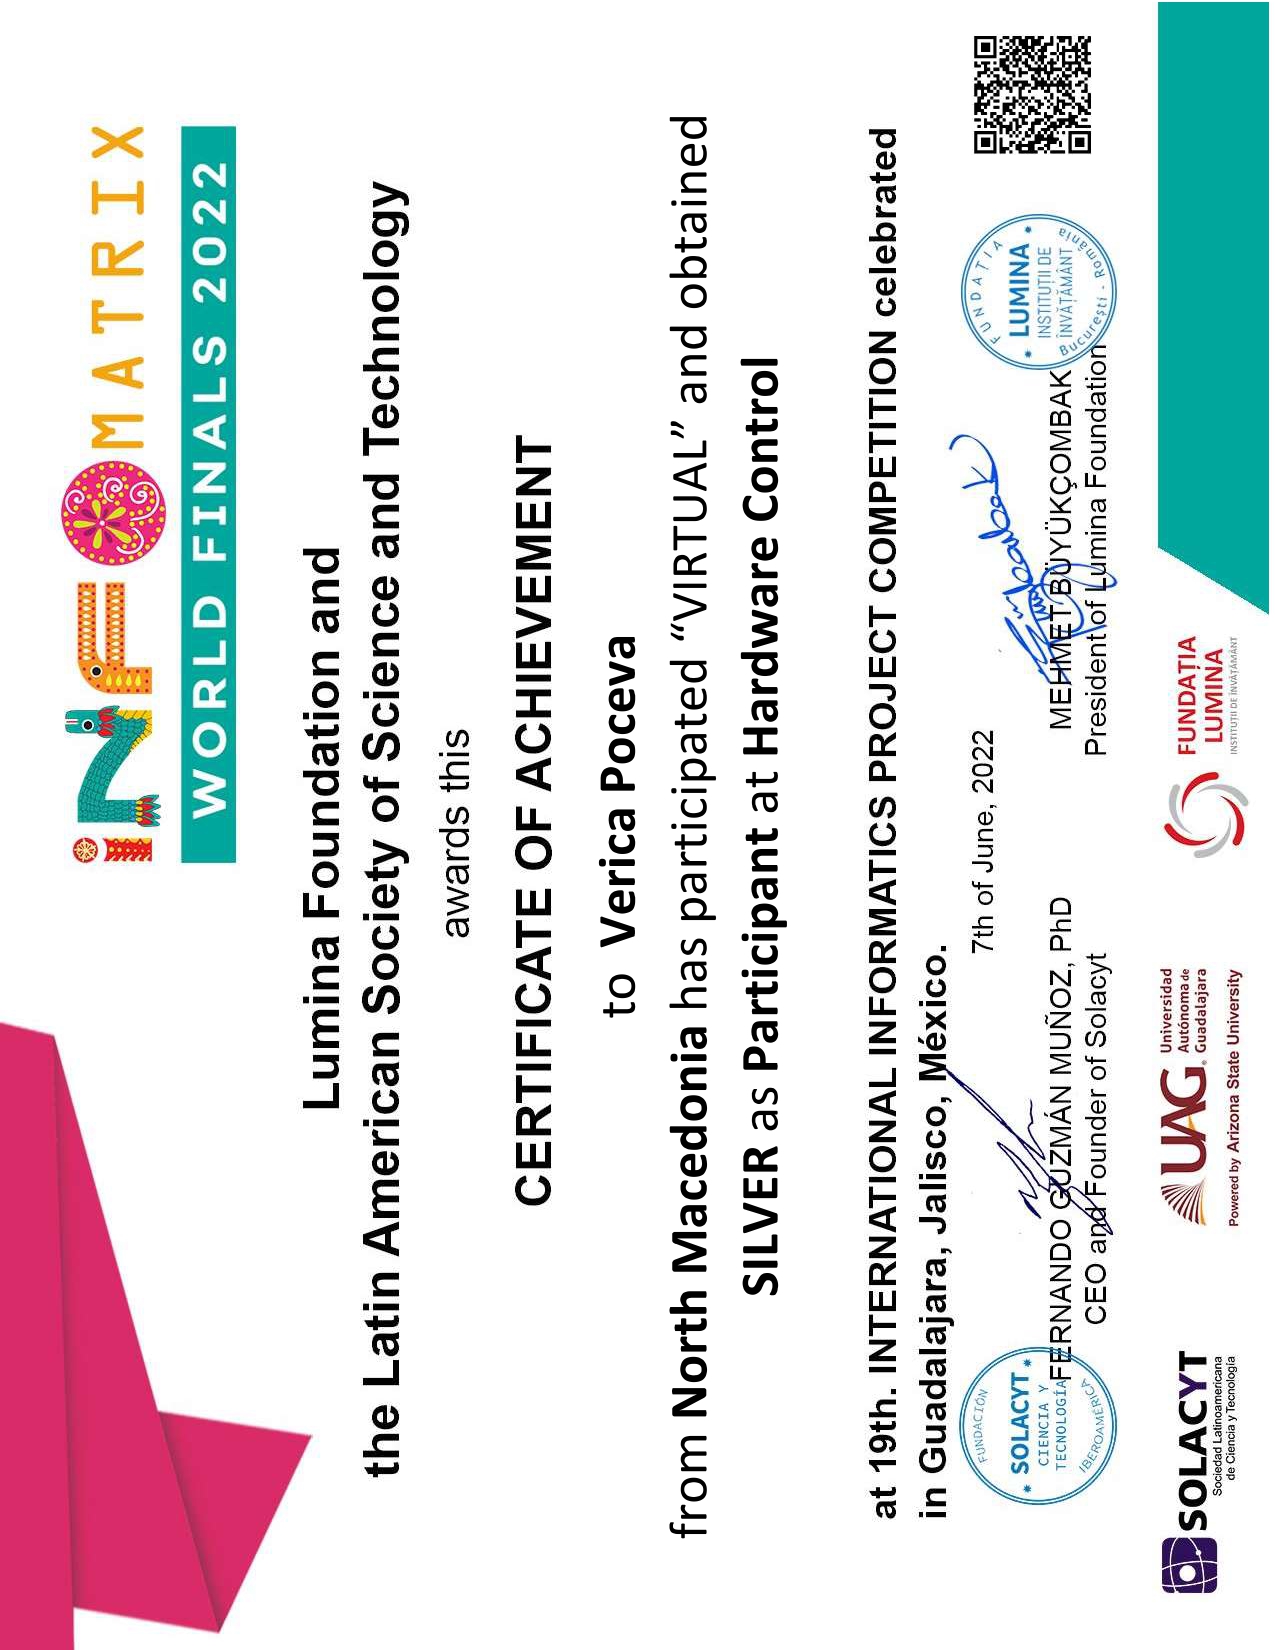 iNFOMATRIX
WORLD FINALS 2022
Lumina Foundation and
the Latin American Society of Science and Technology
awards this
CERTIFICATE OF ACHIEVEMENT
to Verica Poceva
from North Macedonia has participated “VIRTUAL” and obtained
SILVER as Participant at Hardware Control
at 19th. INTERNATIONAL INFORMATICS PROJECT COMPETITION celebrated
in Guadalajara, Jalisco, México.
7th of June, 2022
FUNDACIÓN
SOLACYT
CIENCIA Y
TECNOLOGÍA
IBEROAMÉRICA
FERNANDO GUZMÁN MUÑOZ, PhD
CEO and Founder of Solacyt
MEHMET BÜYÜKÇOMBAK
President of Lumina Foundation
FUNDAȚIA
LUMINA
INSTITUȚII DE
ÎNVĂȚĂMÂNT
București - România
SOLACYT
Sociedad Latinoamericana
de Ciencia y Tecnología
UAG
Universidad
Autónoma de
Guadalajara
Powered by Arizona State University
FUNDAȚIA
LUMINA
INSTITUȚII DE ÎNVĂȚĂMÂNT